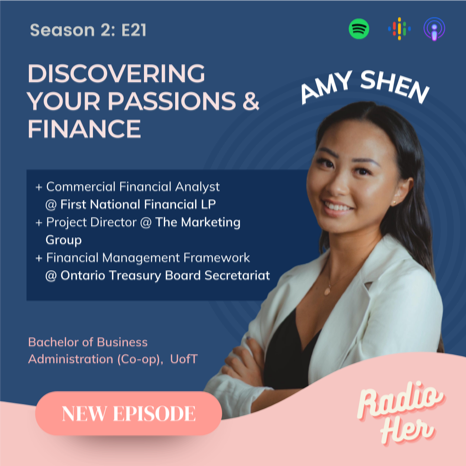 Season 2: E21
DISCOVERING
YOUR PASSIONS &
FINANCE
AMY SHEN
+ Commercial Financial Analyst
@ First National Financial LP
+ Project Director @ The Marketing
Group
+ Financial Management Framework
@ Ontario Treasury Board Secretariat
Bachelor of Business
Administration (Co-op), UofT
NEW EPISODE
Radio
Her